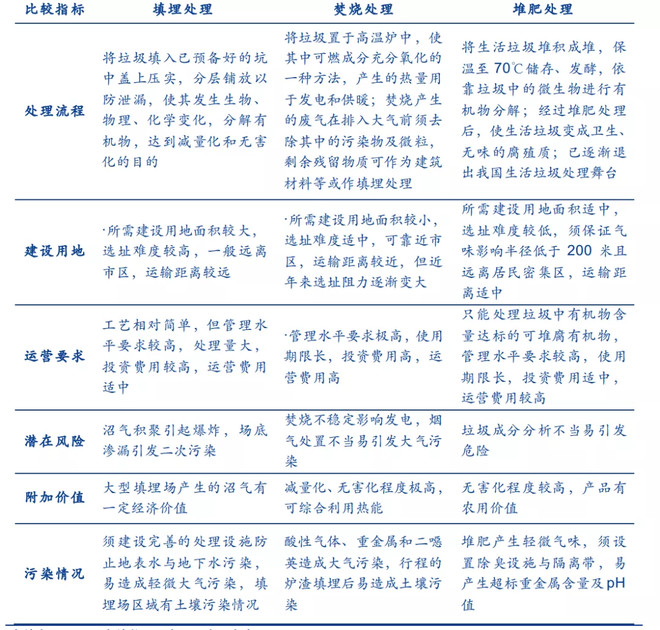 比较指标
填埋处理
焚烧处理
堆肥处理
处理流程
将垃圾填入已预备好的坑
中盖上压实，分层铺放以
防泄漏，使其发生生物、
物理、化学变化，分解有
机物，达到减量化和无害
化的目的
将垃圾置于高温炉中，使
其中可燃成分充分氧化的
一种方法，产生的热量用
于发电和供暖；焚烧产生
的废气在排入大气前须去
除其中的污染物及微粒，
剩余残留物质可作为建筑
材料等或作填埋处理
将生活垃圾堆积成堆，保
温至 70℃储存、发酵，依
靠垃圾中的微生物进行有
机物分解；经过堆肥处理
后，使生活垃圾变成卫生、
无味的腐殖质；已逐渐退
出我国生活垃圾处理舞台
建设用地
·所需建设用地面积较大，
选址难度较高，一般远离
市区，运输距离较远
·所需建设用地面积较小，
选址难度适中，可靠近市
区，运输距离较近，但近
年来选址阻力逐渐变大
所需建设用地面积适中，
选址难度较低，须保证气
味影响半径低于 200 米且
远离居民密集区，运输距
离适中
运营要求
工艺相对简单，但管理水
平要求较高，处理量大，
投资费用较高，运营费用
适中
·管理水平要求极高，使用
期限长，投资费用高，运
营费用高
只能处理垃圾中有机物含
量达标的可堆腐有机物，
管理水平要求较高，使用
期限长，投资费用适中，
运营费用较高
潜在风险
沼气积聚引起爆炸，场底
渗漏引发二次污染
焚烧不稳定影响发电，烟
气处置不当易引发大气污
染
垃圾成分分析不当易引发
危险
附加价值
大型填埋场产生的沼气有
一定经济价值
减量化、无害化程度极高，
可综合利用热能
无害化程度较高，产品有
农用价值
污染情况
须建设完善的处理设施防
止地表水与地下水污染，
易造成轻微大气污染，填
埋场区域有土壤污染情况
酸性气体、重金属和二噁
英造成大气污染，行程的
炉渣填埋后易造成土壤污
染
堆肥产生轻微气味，须设
置除臭设施与隔离带，易
产生超标重金属含量及 pH
值